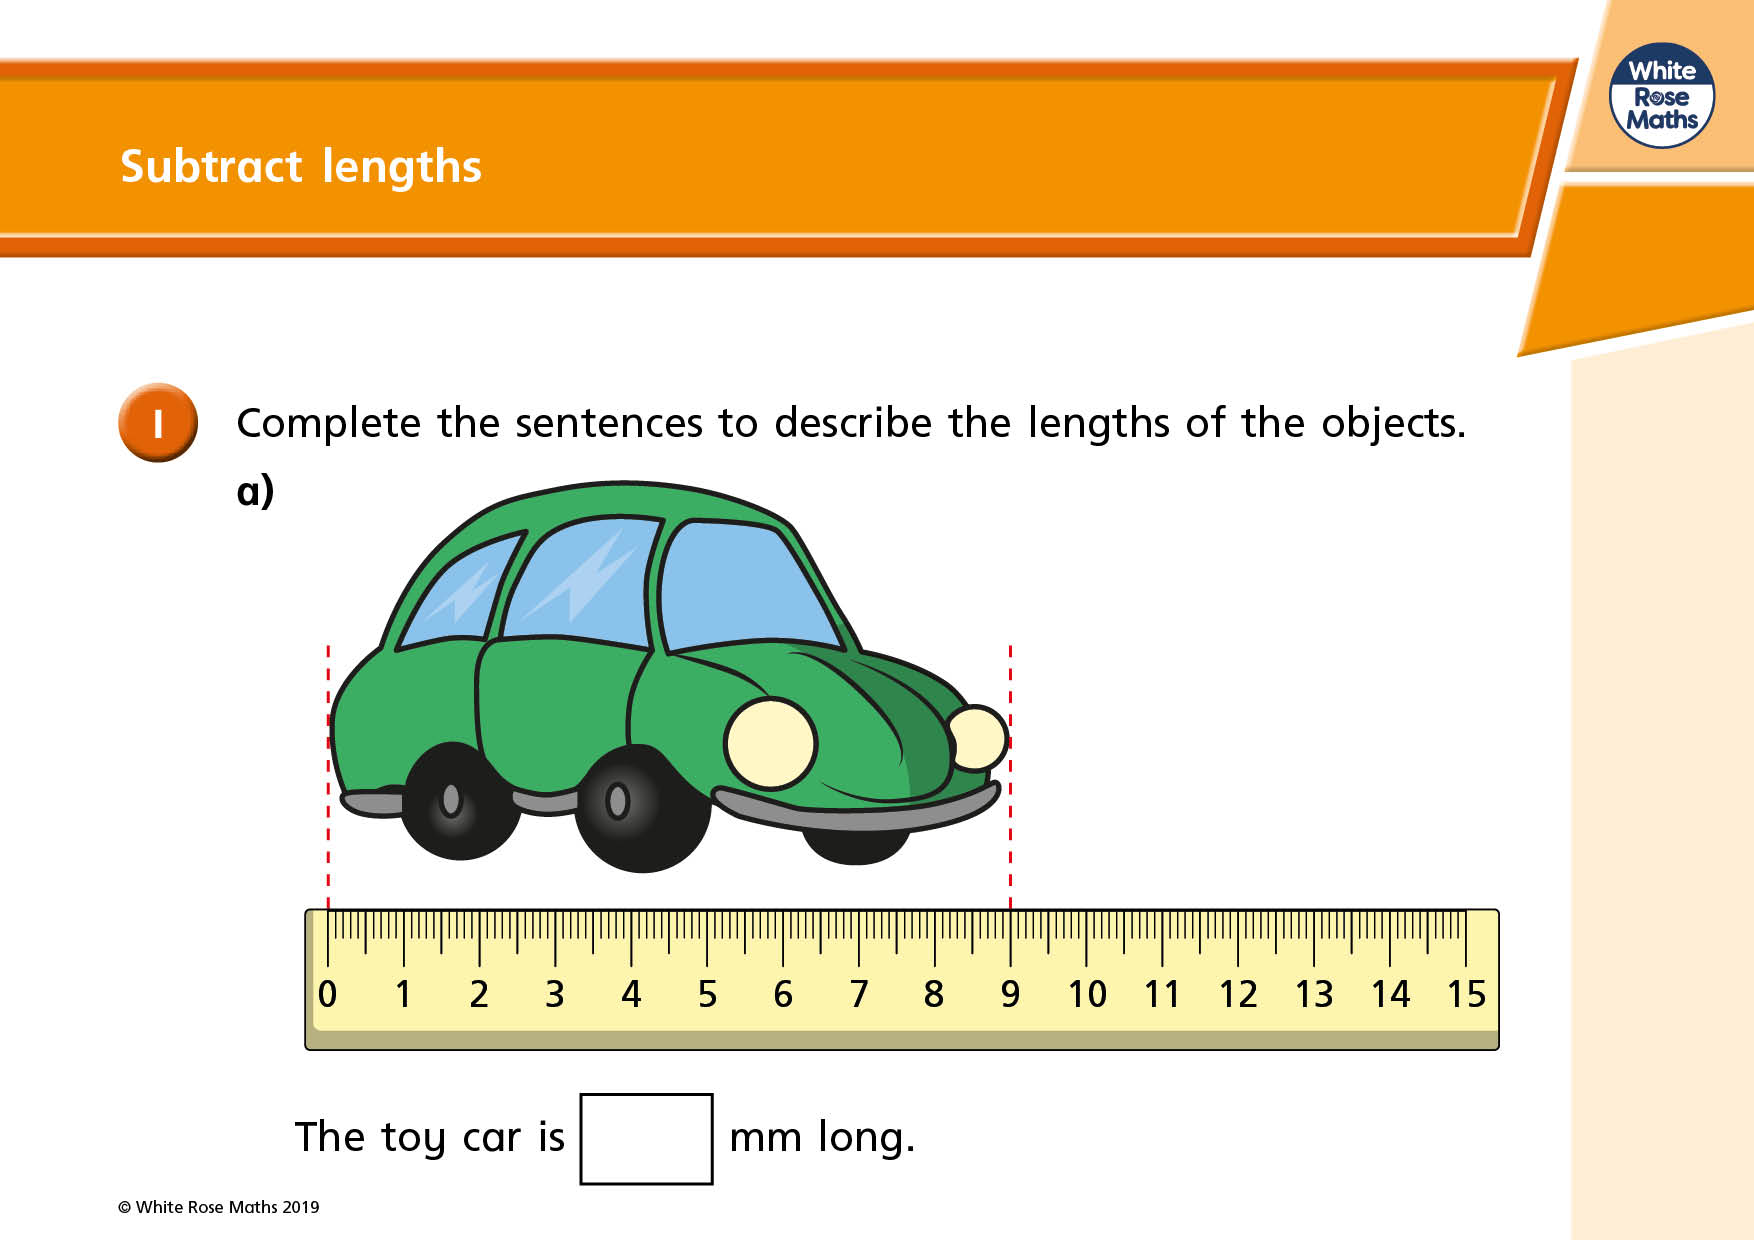 White
Rose
Maths
Subtract lengths
1 Complete the sentences to describe the lengths of the objects.
a)
0 1 2 3 4 5 6 7 8 9 10 11 12 13 14 15
The toy car is mm long.
© White Rose Maths 2019